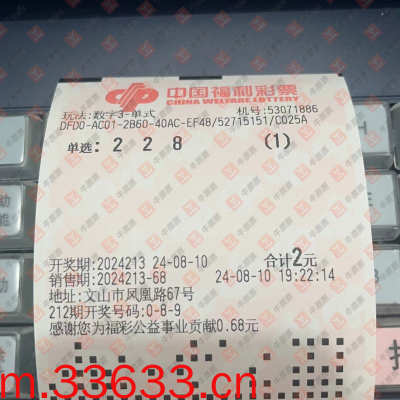 中国福利彩票
CHINA WELFARE LOTTERY
玩法:数字3-单式 机号:53071886
DFD0-AC01-2B60-40AC-EF48/52715151/C025A
单选: 2 2 8 (1)
开奖期:2024213 24-08-10 合计2元
销售期:2024213-68 24-08-10 19:22:14
地址:文山市凤凰路67号
212期开奖号码:0-8-9
感谢您为福彩公益事业贡献0.68元
m.33633.cn